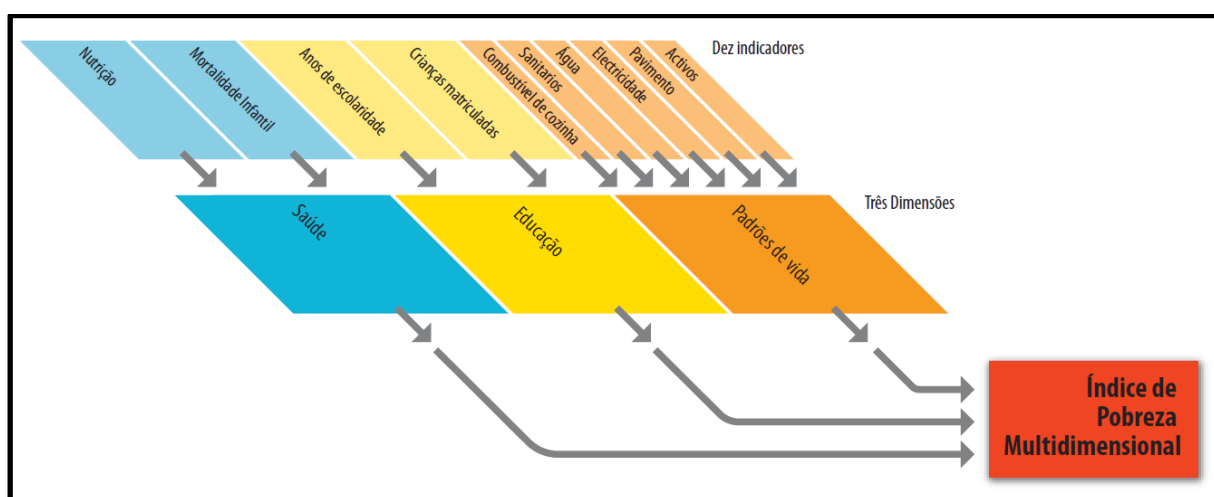 Nutrição
Mortalidade Infantil
Anos de escolaridade
Crianças matriculadas
Combustível de cozinha
Sanitarios
Água
Electricidade
Pavimento
Activos
Dez indicadores
Saúde
Educação
Padrões de vida
Três Dimensões
Índice de
Pobreza
Multidimensional